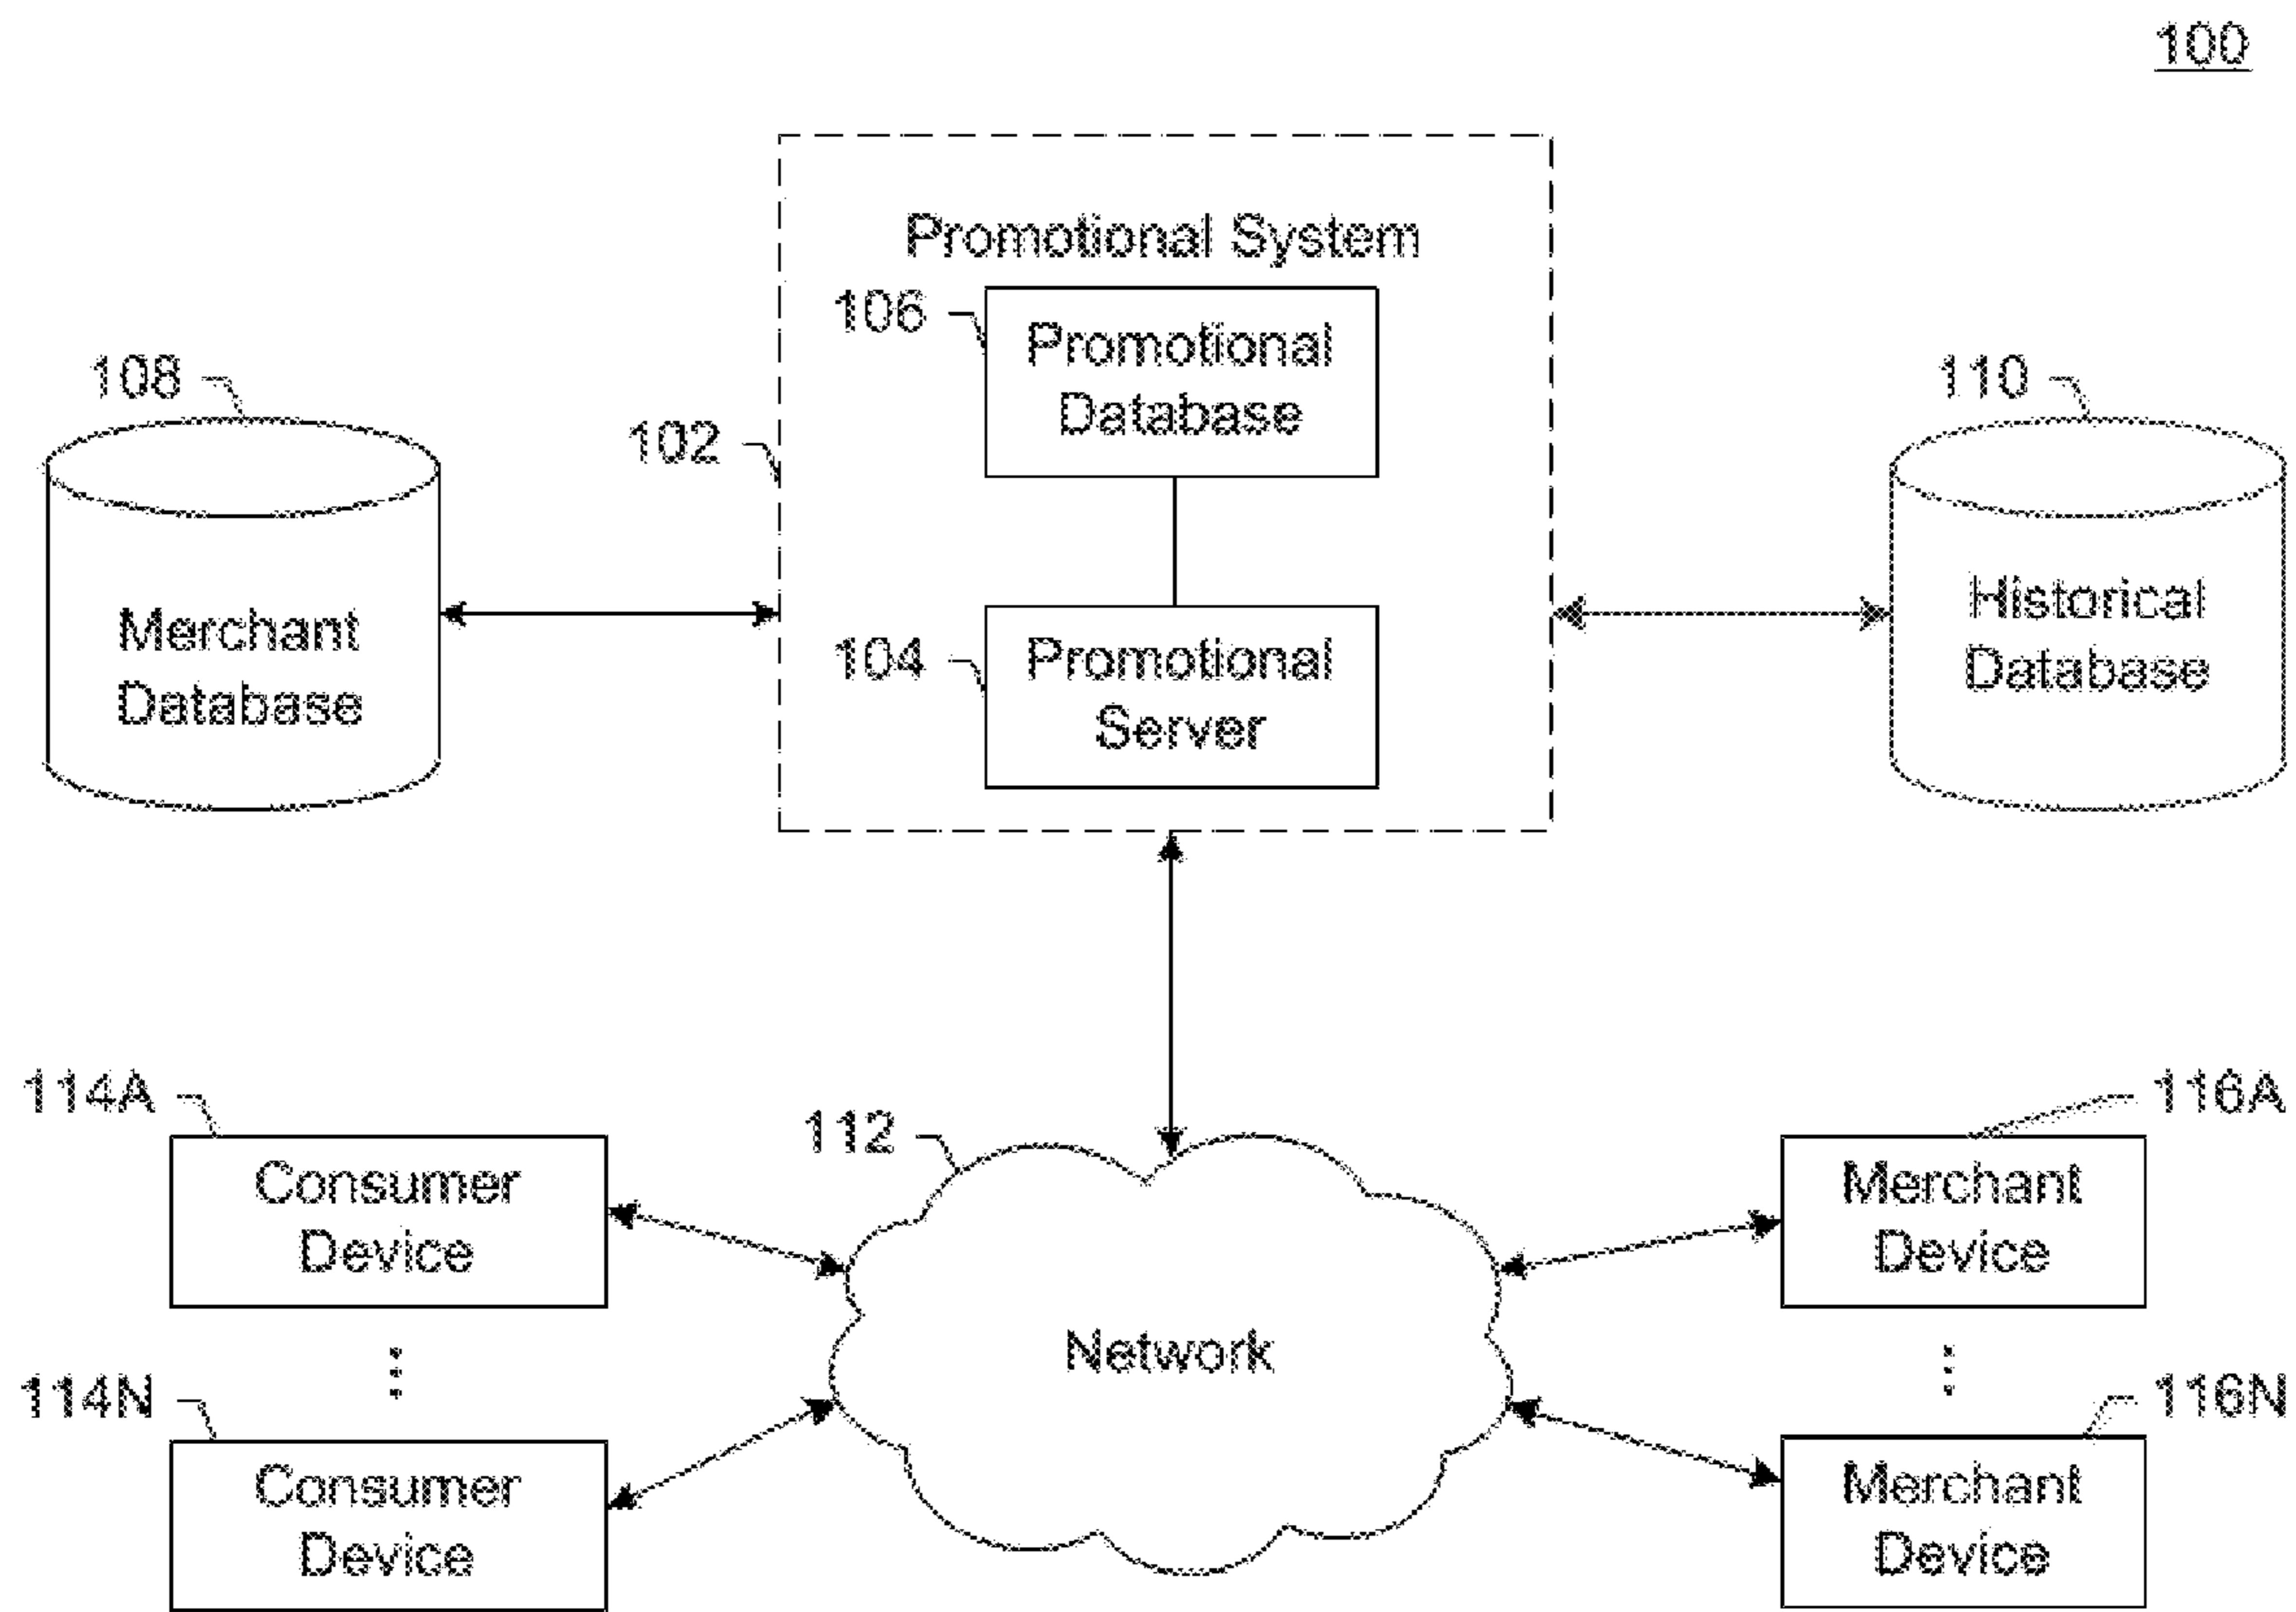 100
Promotional System
106
Promotional
Database
108
102
110
Merchant
Database
104
Promotional
Server
Historical
Database
114A
Consumer
Device
112
116A
Merchant
Device
Network
114N
Consumer
Device
116N
Merchant
Device